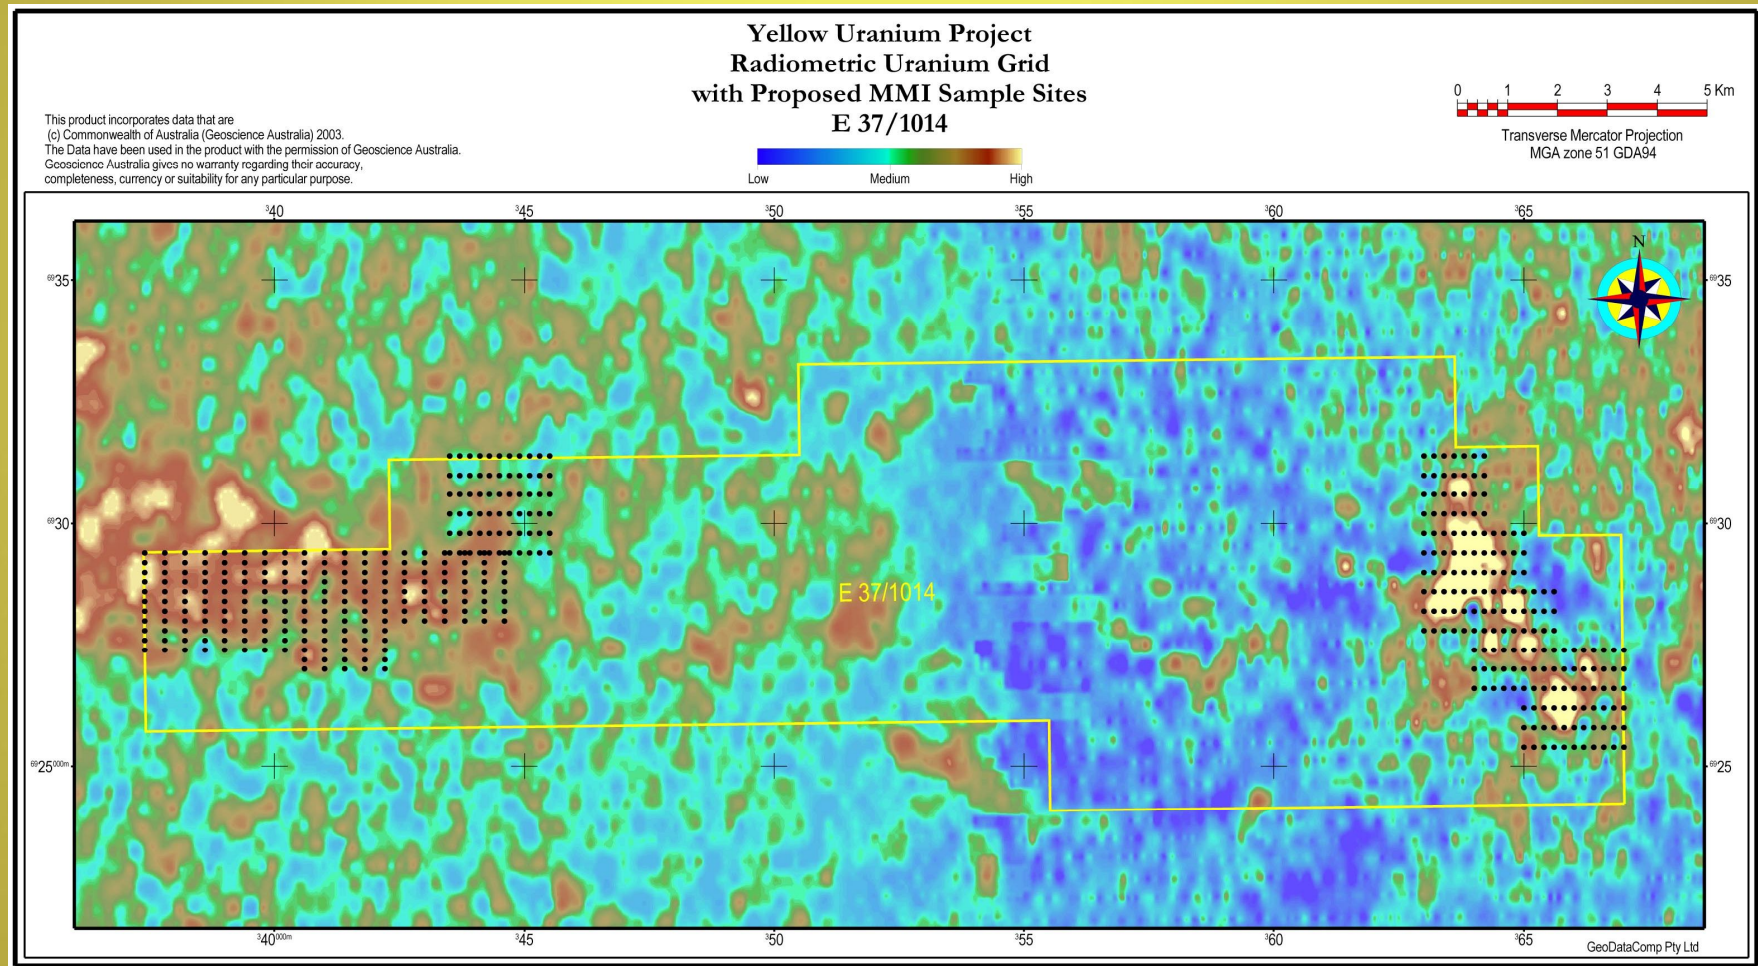 Yellow Uranium Project
Radiometric Uranium Grid
with Proposed MMI Sample Sites
E 37/1014
This product incorporates data that are
(c) Commonwealth of Australia (Geoscience Australia) 2003.
The Data have been used in the product with the permission of Geoscience Australia.
Geoscience Australia gives no warranty regarding their accuracy,
completeness, currency or suitability for any particular purpose.
Low Medium High
0 1 2 3 4 5 Km
Transverse Mercator Projection
MGA zone 51 GDA94
³40 ³45 ³50 ³55 ³60 ³65
N
⁶⁹35 ⁶⁹35
⁶⁹30 ⁶⁹30
E 37/1014
⁶⁹25⁰⁰⁰ᵐ ⁶⁹25
³40⁰⁰⁰ᵐ ³45 ³50 ³55 ³60 ³65
GeoDataComp Pty Ltd